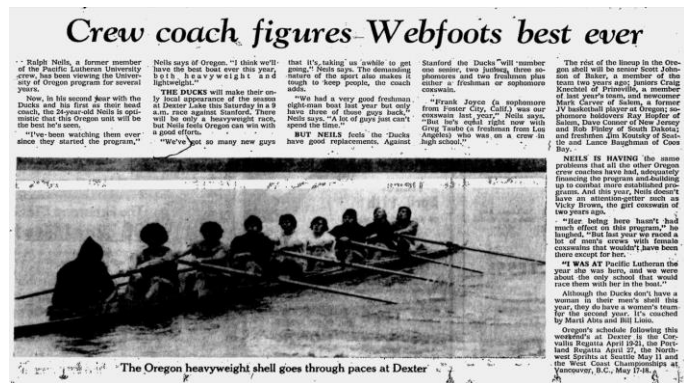 Crew coach figures Webfoots best ever
Ralph Neils, a former member
of the Pacific Lutheran University
crew, has been viewing the Univer-
sity of Oregon program for several
years.
Now, in his second year with the
Ducks and his first as their head
coach, the 24-year-old Neils is opti-
mistic that this Oregon unit will be
the best he's seen.
"I've been watching them ever
since they started the program,"
Neils says of Oregon. "I think we'll
have the best boat ever this year,
both heavyweight and
lightweight."
THE DUCKS will make their on-
ly local appearance of the season
at Dexter Lake this Saturday in a 9
a.m. race against Stanford. There
will be only a heavyweight race,
but Neils feels Oregon can win with
a good effort.
"We've got so many new guys
that it's taking us awhile to get
going," Neils says. The demanding
nature of the sport also makes it
tough to keep people, the coach
adds.
"We had a very good freshman
eight-man boat last year but only
have three of those guys back,"
Neils says. "A lot of guys just can't
spend the time."
BUT NEILS feels the Ducks
have good replacements. Against
Stanford the Ducks will number
one senior, two juniors, three so-
phomores and two freshmen plus
either a freshman or sophomore
coxswain.
"Frank Joyce (a sophomore
from Foster City, Calif.) was our
coxswain last year," Neils says.
"But he's equal right now with
Greg Taube (a freshman from Los
Angeles) who was on a crew in
high school."
The rest of the lineup in the Ore-
gon shell will be senior Scott John-
son of Baker, a member of the
team two years ago; juniors Craig
Knechtel of Prineville, a member
of last year's team, and newcomer
Mark Carver of Salem, a former
JV basketball player at Oregon; so-
phomore holdovers Ray Hopfer of
Salem, Dave Conner of New Jersey
and Rob Finley of South Dakota;
and freshmen Jim Koutsky of Seat-
tle and Lance Baughman of Coos
Bay.
NEILS IS HAVING the same
problems that all the other Oregon
crew coaches have had, adequately
financing the program and building
up to combat more established pro-
grams. And this year, Neils doesn't
have an attention-getter such as
Vicky Brown, the girl coxswain of
two years ago.
"Her being here hasn't had
much effect on this program," he
laughed, "But last year we raced a
lot of men's crews with female
coxswains that wouldn't have been
there except for her.
"I WAS AT Pacific Lutheran the
year she was here, and we were
about the only school that would
race them with her in the boat."
Although the Ducks don't have a
woman in their men's shell this
year, they do have a women's team
for the second year. It's coached
by Marti Abts and Bill
Oregon's schedule following this
weekend's at Dexter is the Cor-
vallis Regatta April 19-21, the Port-
land Regatta April 27, the North-
west Sprints at Seattle May 11 and
the West Coast Championships at
Vancouver, B.C., May 17-18.
The Oregon heavyweight shell goes through paces at Dexter